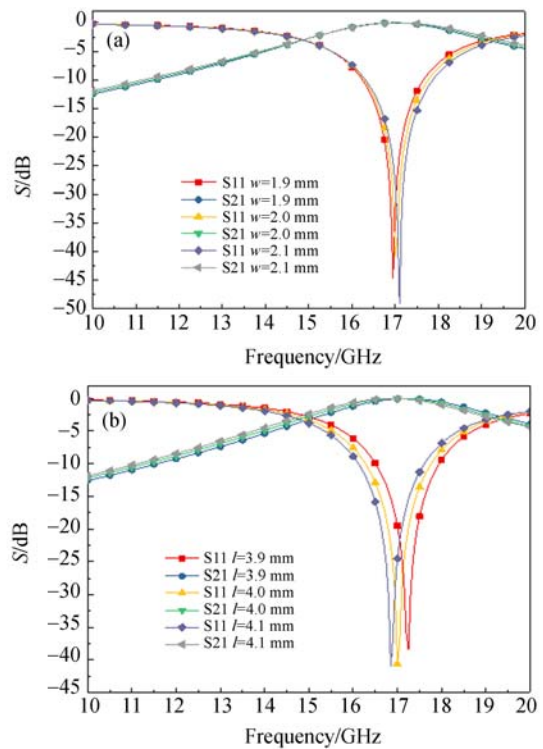 (a)
S/dB
5
0
−5
−10
−15
−20
−25
−30
−35
−40
−45
−50
S11 w=1.9 mm
S21 w=1.9 mm
S11 w=2.0 mm
S21 w=2.0 mm
S11 w=2.1 mm
S21 w=2.1 mm
10 11 12 13 14 15 16 17 18 19 20
Frequency/GHz
(b)
S/dB
0
−5
−10
−15
−20
−25
−30
−35
−40
−45
S11 l=3.9 mm
S21 l=3.9 mm
S11 l=4.0 mm
S21 l=4.0 mm
S11 l=4.1 mm
S21 l=4.1 mm
10 11 12 13 14 15 16 17 18 19 20
Frequency/GHz